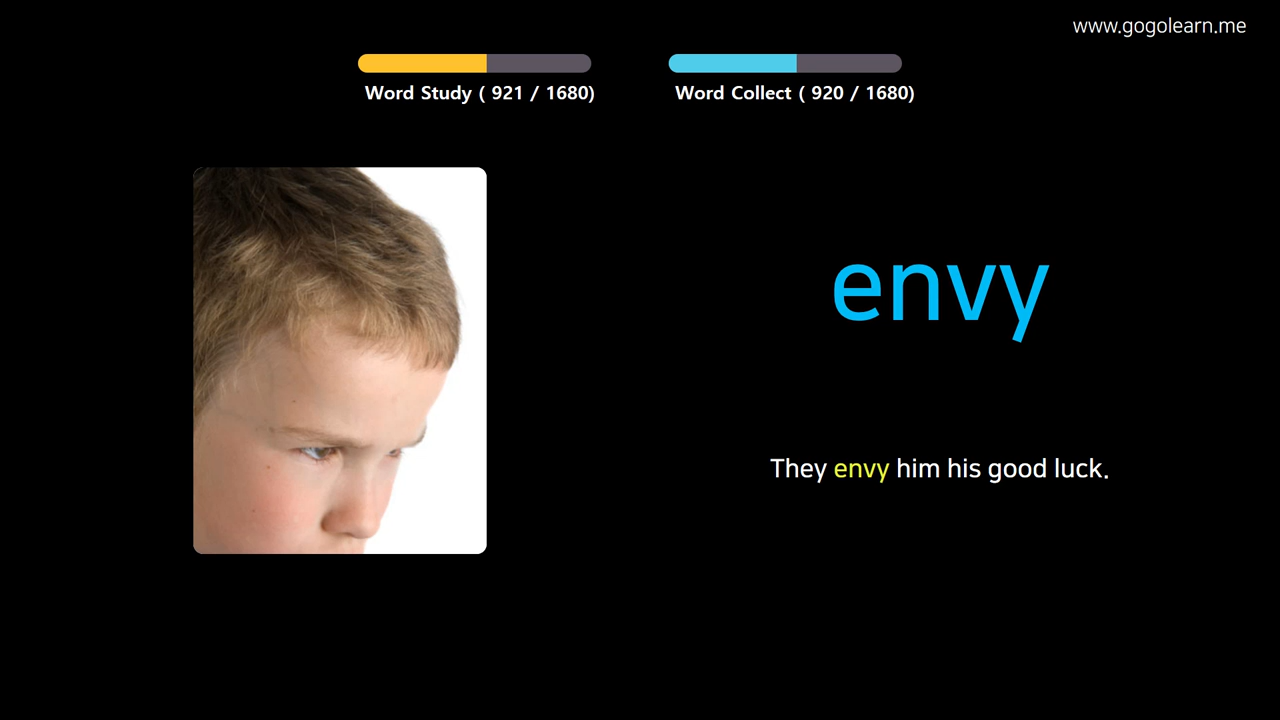 www.gogolearn.me
Word Study ( 921 / 1680)
Word Collect ( 920 / 1680)
envy
They envy him his good luck.